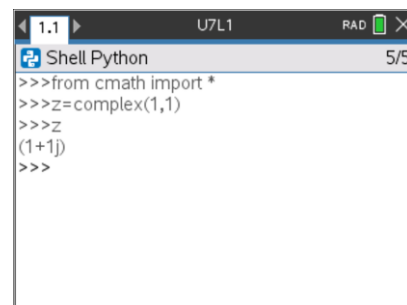 1.1 U7L1 RAD
Shell Python 5/5
>>>from cmath import *
>>>z=complex(1,1)
>>>z
(1+1j)
>>>